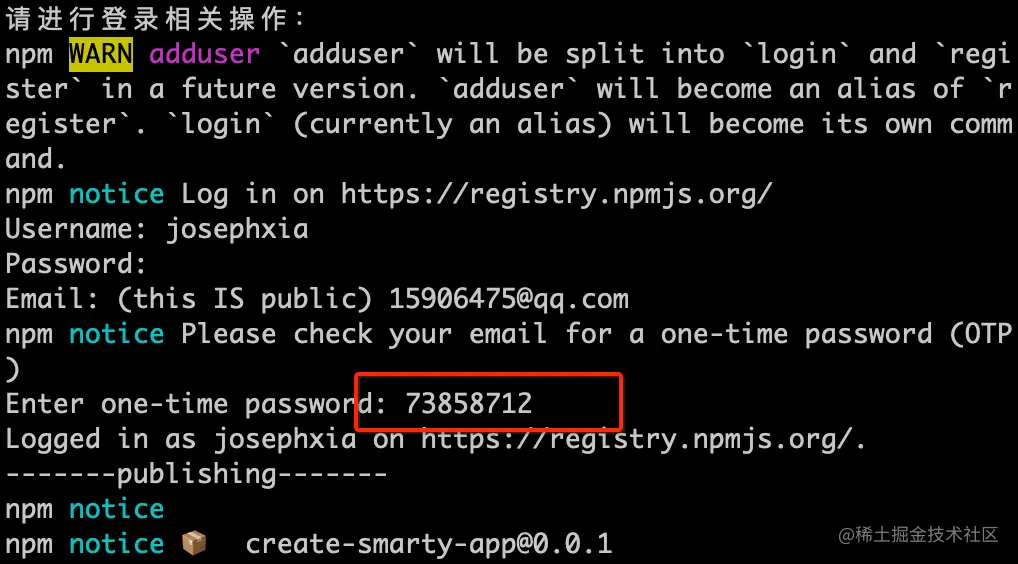 请进行登录相关操作：
npm WARN adduser `adduser` will be split into `login` and `regi
ster` in a future version. `adduser` will become an alias of `r
egister`. `login` (currently an alias) will become its own comm
and.
npm notice Log in on https://registry.npmjs.org/
Username: josephxia
Password:
Email: (this IS public) 15906475@qq.com
npm notice Please check your email for a one-time password (OTP
)
Enter one-time password: 73858712
Logged in as josephxia on https://registry.npmjs.org/.
-------publishing-------
npm notice
npm notice 📦  create-smarty-app@0.0.1
@稀土掘金技术社区